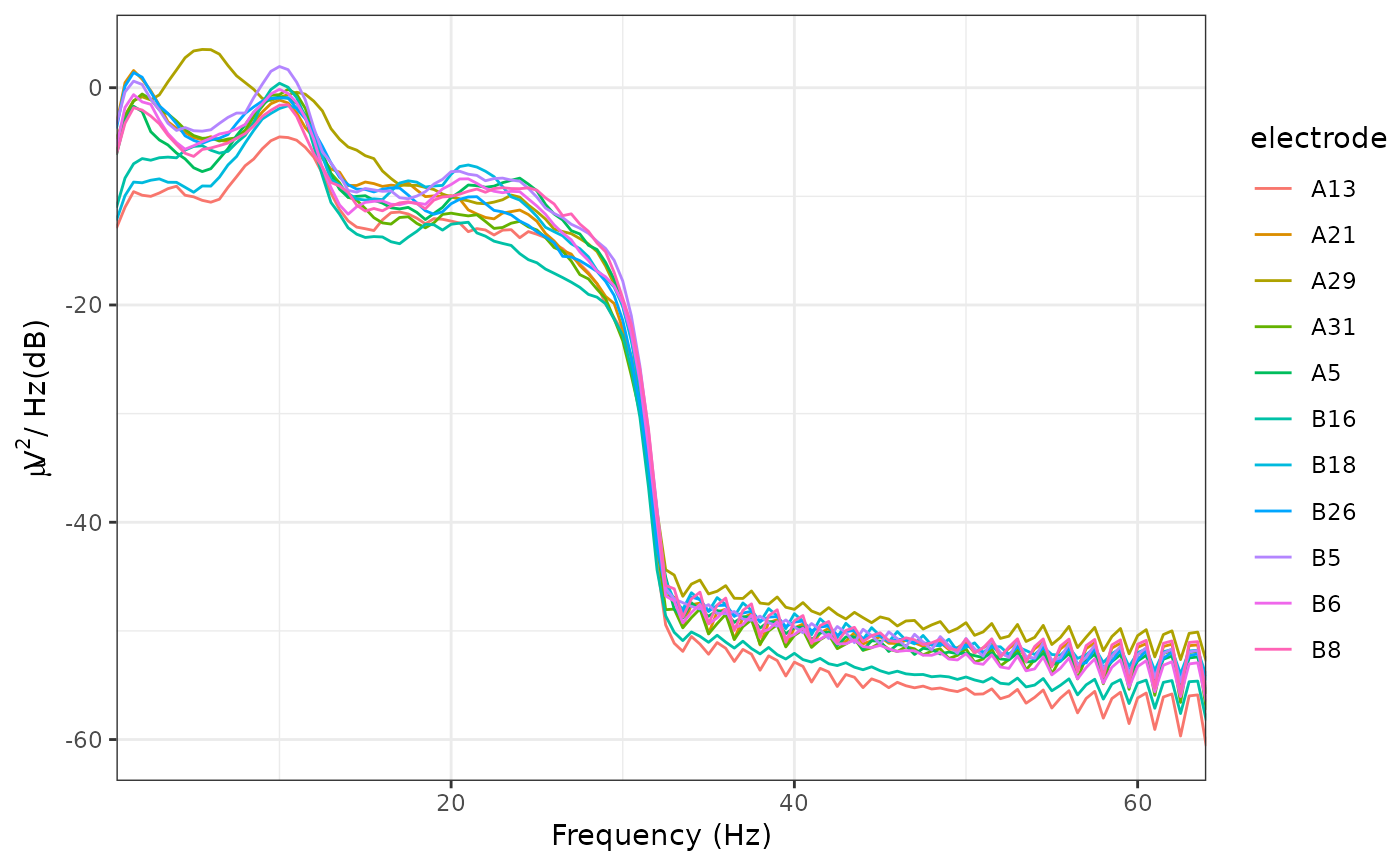 0
-20
-40
-60
20
40
60
Frequency (Hz)
μV²/ Hz(dB)
electrode
A13
A21
A29
A31
A5
B16
B18
B26
B5
B6
B8